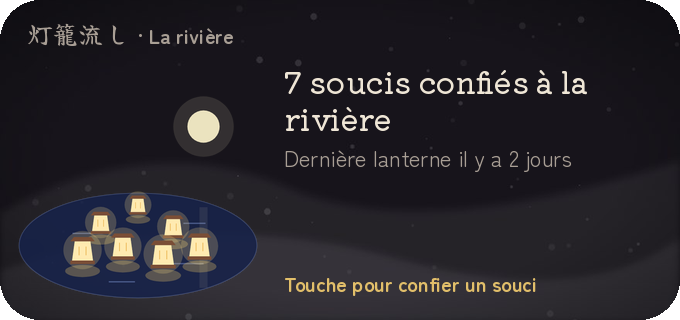 灯籠流し · La rivière
7 soucis confiés à la
rivière
Dernière lanterne il y a 2 jours
Touche pour confier un souci